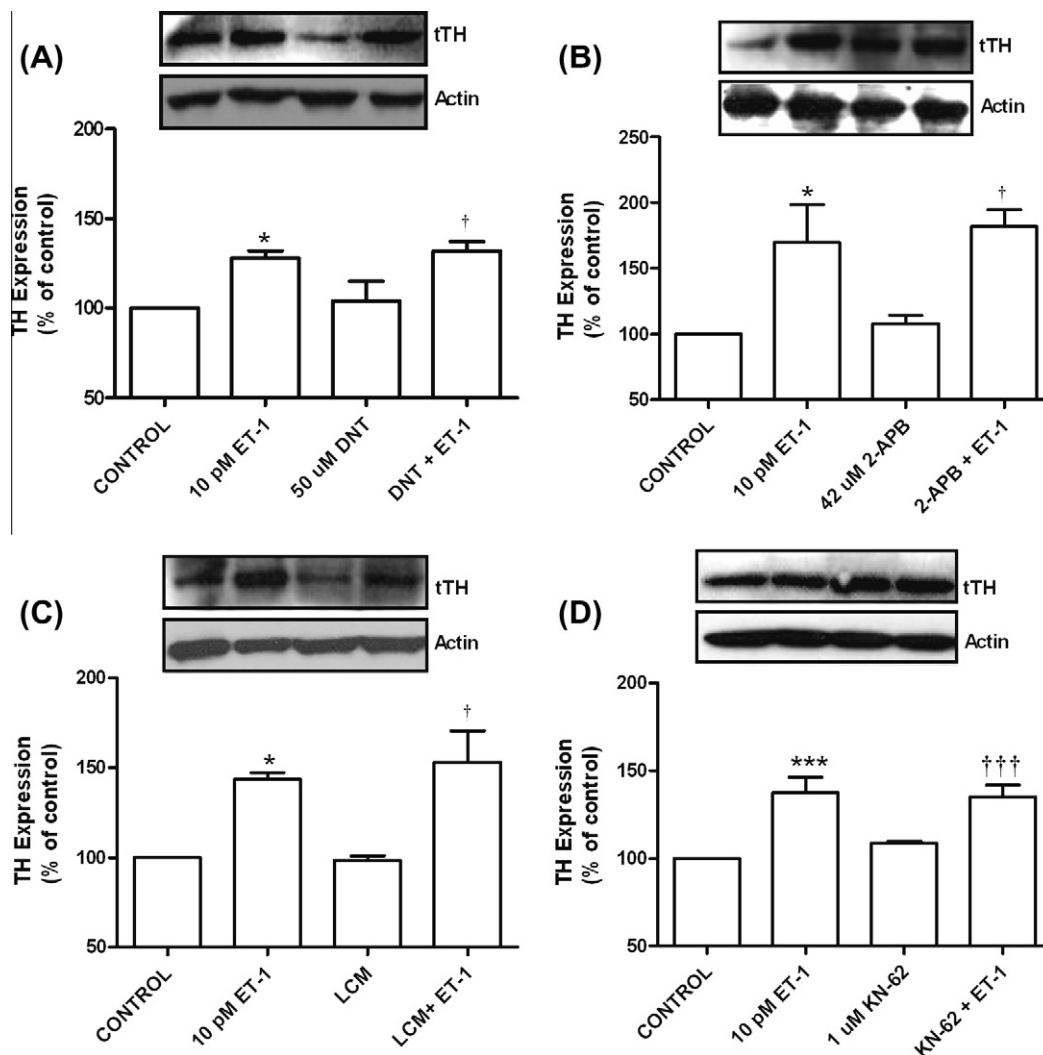 (A)
tTH
Actin
TH Expression
(% of control)
200
150
100
50
*
†
CONTROL
10 pM ET-1
50 uM DNT
DNT + ET-1
(B)
tTH
Actin
TH Expression
(% of control)
250
200
150
100
50
*
†
CONTROL
10 pM ET-1
42 uM 2-APB
2-APB + ET-1
(C)
tTH
Actin
TH Expression
(% of control)
200
150
100
50
*
†
CONTROL
10 pM ET-1
LCM
LCM+ ET-1
(D)
tTH
Actin
TH Expression
(% of control)
200
150
100
50
***
†††
CONTROL
10 pM ET-1
1 uM KN-62
KN-62 + ET-1